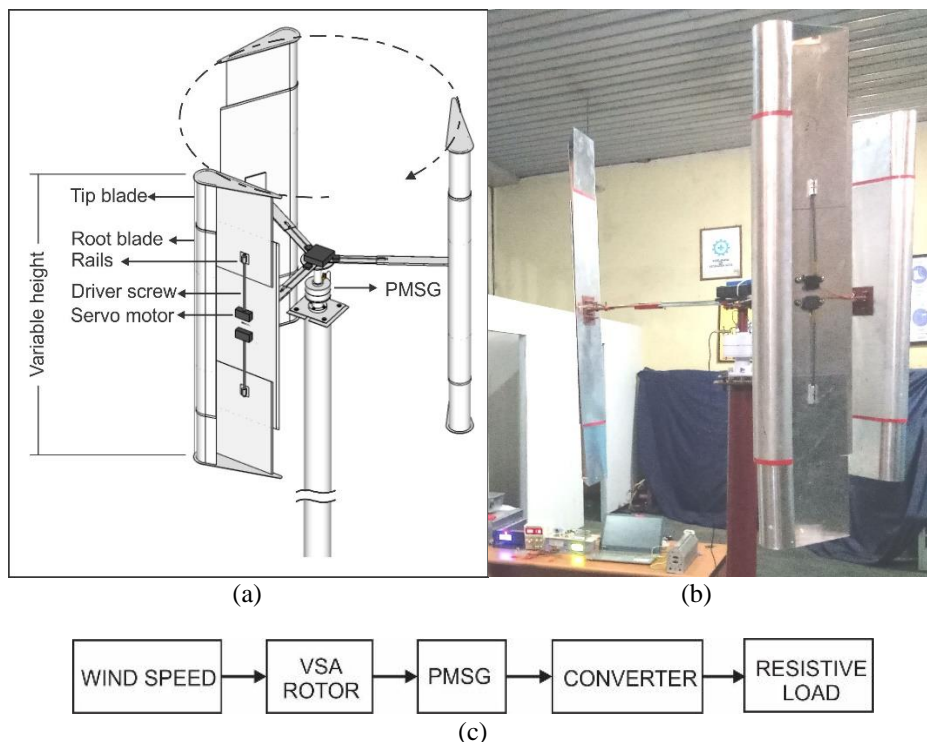 Tip blade
Root blade
Rails
Driver screw
Servo motor
Variable height
PMSG
(a)
(b)
WIND SPEED
VSA
ROTOR
PMSG
CONVERTER
RESISTIVE
LOAD
(c)